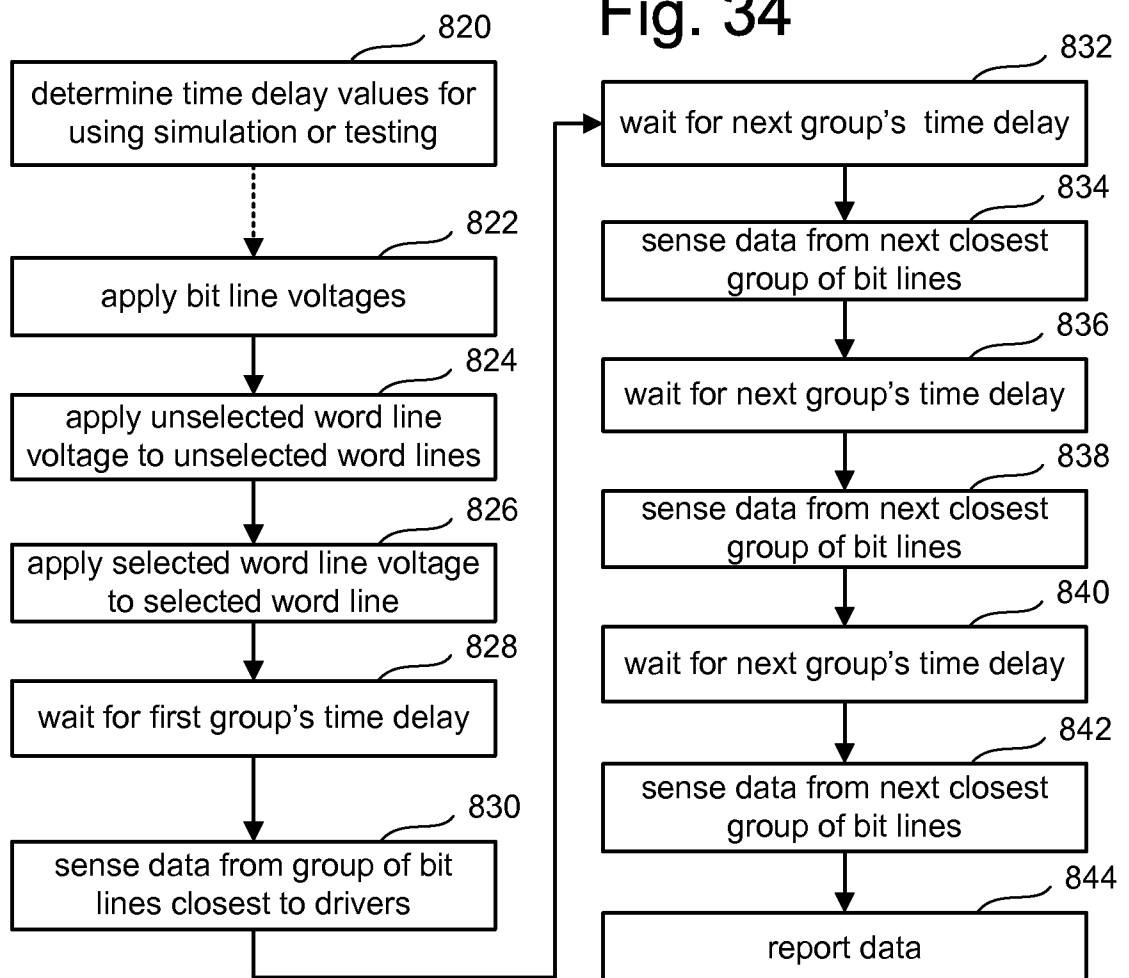 Fig. 34
820
determine time delay values for
using simulation or testing
822
apply bit line voltages
824
apply unselected word line
voltage to unselected word lines
826
apply selected word line voltage
to selected word line
828
wait for first group's time delay
830
sense data from group of bit
lines closest to drivers
832
wait for next group's time delay
834
sense data from next closest
group of bit lines
836
wait for next group's time delay
838
sense data from next closest
group of bit lines
840
wait for next group's time delay
842
sense data from next closest
group of bit lines
844
report data